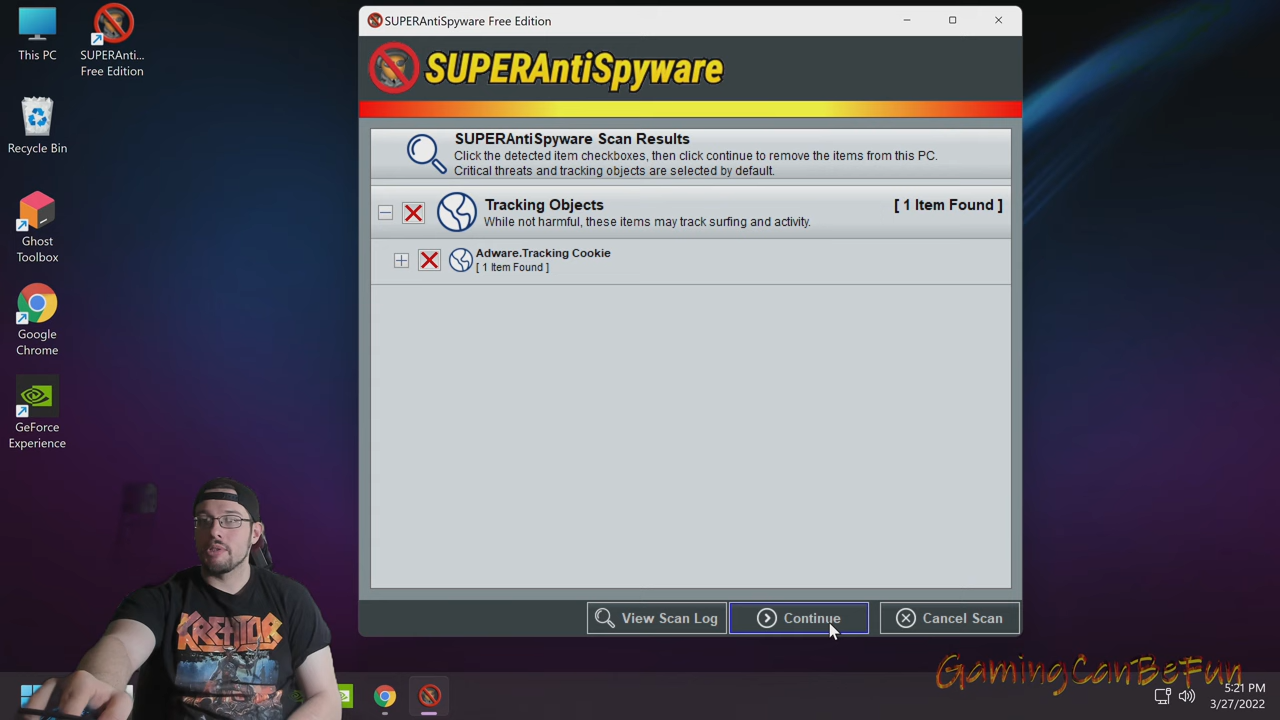 This PC
SUPERAnti...
Free Edition
Recycle Bin
Ghost
Toolbox
Google
Chrome
GeForce
Experience
SUPERAntiSpyware Free Edition
SUPERAntiSpyware
SUPERAntiSpyware Scan Results
Click the detected item checkboxes, then click continue to remove the items from this PC.
Critical threats and tracking objects are selected by default.
Tracking Objects
[ 1 Item Found ]
While not harmful, these items may track surfing and activity.
Adware.Tracking Cookie
[ 1 Item Found ]
View Scan Log
Continue
Cancel Scan
KREATOR
GamingCanBeFun
5:21 PM
3/27/2022